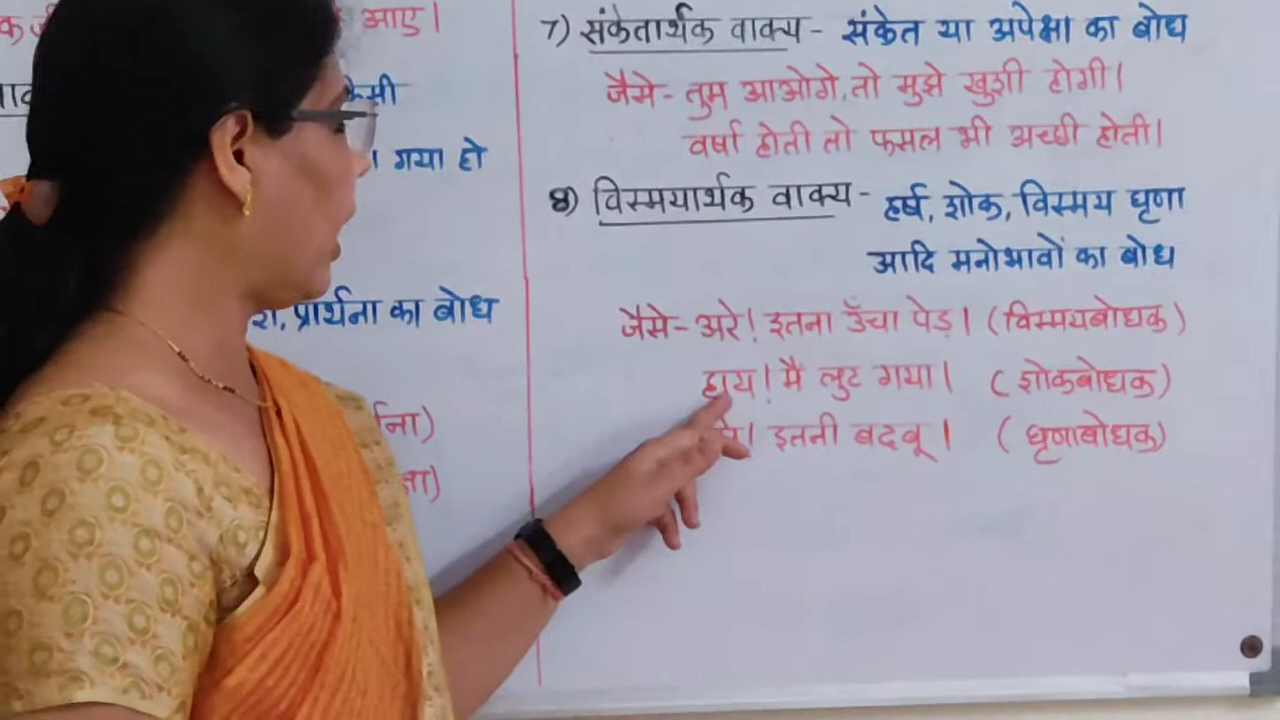 आए।
केसी
गया हो
प्रार्थना का बोध
7) संकेतार्थक वाक्य - संकेत या अपेक्षा का बोध
जैसे - तुम आओगे, तो मुझे खुशी होगी।
वर्षा होती तो फसल भी अच्छी होती।
8) विस्मयार्थक वाक्य - हर्ष, शोक, विस्मय घृणा
आदि मनोभावों का बोध
जैसे - अरे! इतना उँचा पेड़। (विस्मयबोधक)
हाय! मैं लुट गया। (शोकबोधक)
इतनी बदबू। (घृणाबोधक)